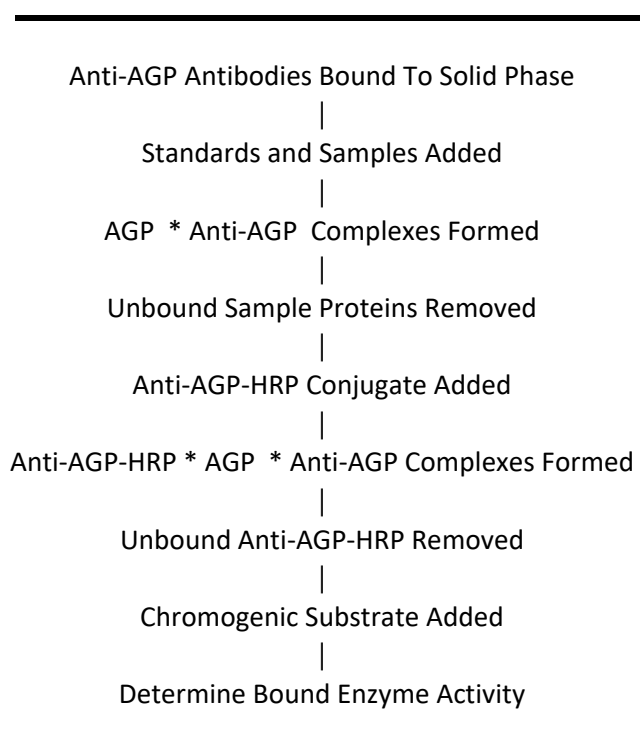 Anti-AGP Antibodies Bound To Solid Phase
|
Standards and Samples Added
|
AGP * Anti-AGP Complexes Formed
|
Unbound Sample Proteins Removed
|
Anti-AGP-HRP Conjugate Added
|
Anti-AGP-HRP * AGP * Anti-AGP Complexes Formed
|
Unbound Anti-AGP-HRP Removed
|
Chromogenic Substrate Added
|
Determine Bound Enzyme Activity